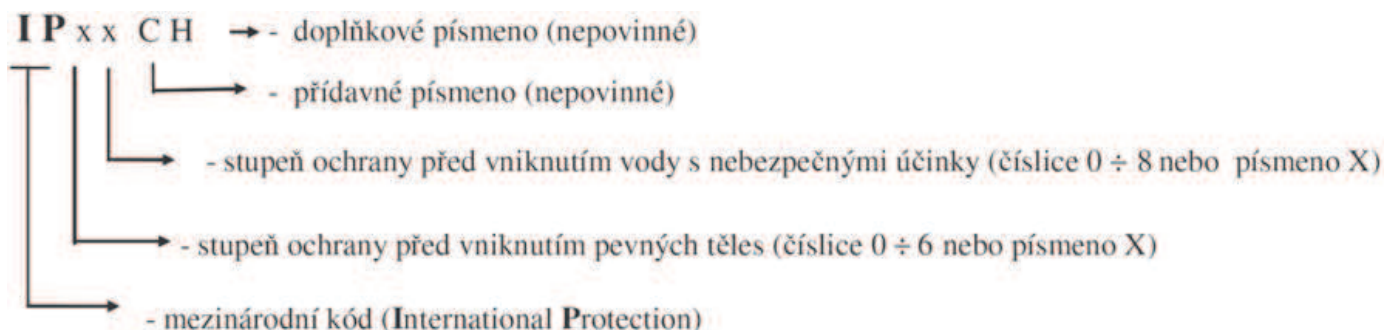 IP x x C H - doplňkové písmeno (nepovinné)
- přídavné písmeno (nepovinné)
- stupeň ochrany před vniknutím vody s nebezpečnými účinky (číslice 0 ÷ 8 nebo písmeno X)
- stupeň ochrany před vniknutím pevných těles (číslice 0 ÷ 6 nebo písmeno X)
- mezinárodní kód (International Protection)